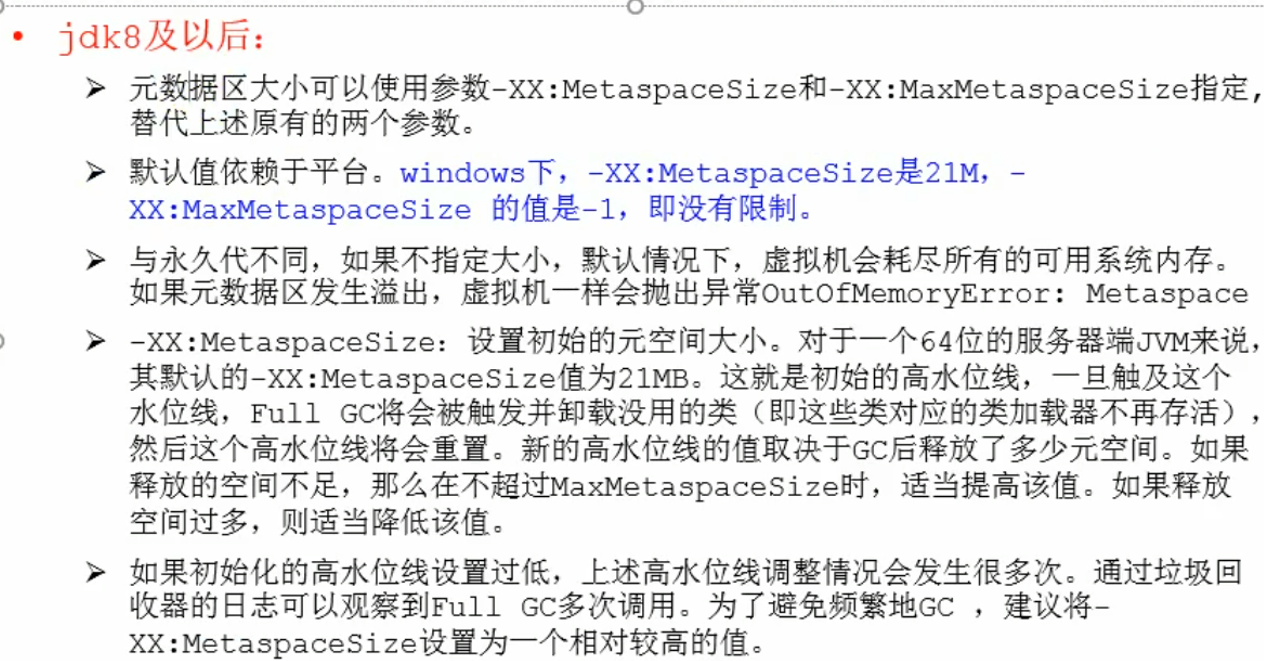 • jdk8及以后：
➢ 元数据区大小可以使用参数-XX:MetaspaceSize和-XX:MaxMetaspaceSize指定,
替代上述原有的两个参数。
➢ 默认值依赖于平台。windows下，-XX:MetaspaceSize是21M，-
XX:MaxMetaspaceSize 的值是-1，即没有限制。
➢ 与永久代不同，如果不指定大小，默认情况下，虚拟机会耗尽所有的可用系统内存。
如果元数据区发生溢出，虚拟机一样会抛出异常OutOfMemoryError: Metaspace
➢ -XX:MetaspaceSize：设置初始的元空间大小。对于一个64位的服务器端JVM来说，
其默认的-XX:MetaspaceSize值为21MB。这就是初始的高水位线，一旦触及这个
水位线，Full GC将会被触发并卸载没用的类（即这些类对应的类加载器不再存活），
然后这个高水位线将会重置。新的高水位线的值取决于GC后释放了多少元空间。如果
释放的空间不足，那么在不超过MaxMetaspaceSize时，适当提高该值。如果释放
空间过多，则适当降低该值。
➢ 如果初始化的高水位线设置过低，上述高水位线调整情况会发生很多次。通过垃圾回
收器的日志可以观察到Full GC多次调用。为了避免频繁地GC ，建议将-
XX:MetaspaceSize设置为一个相对较高的值。